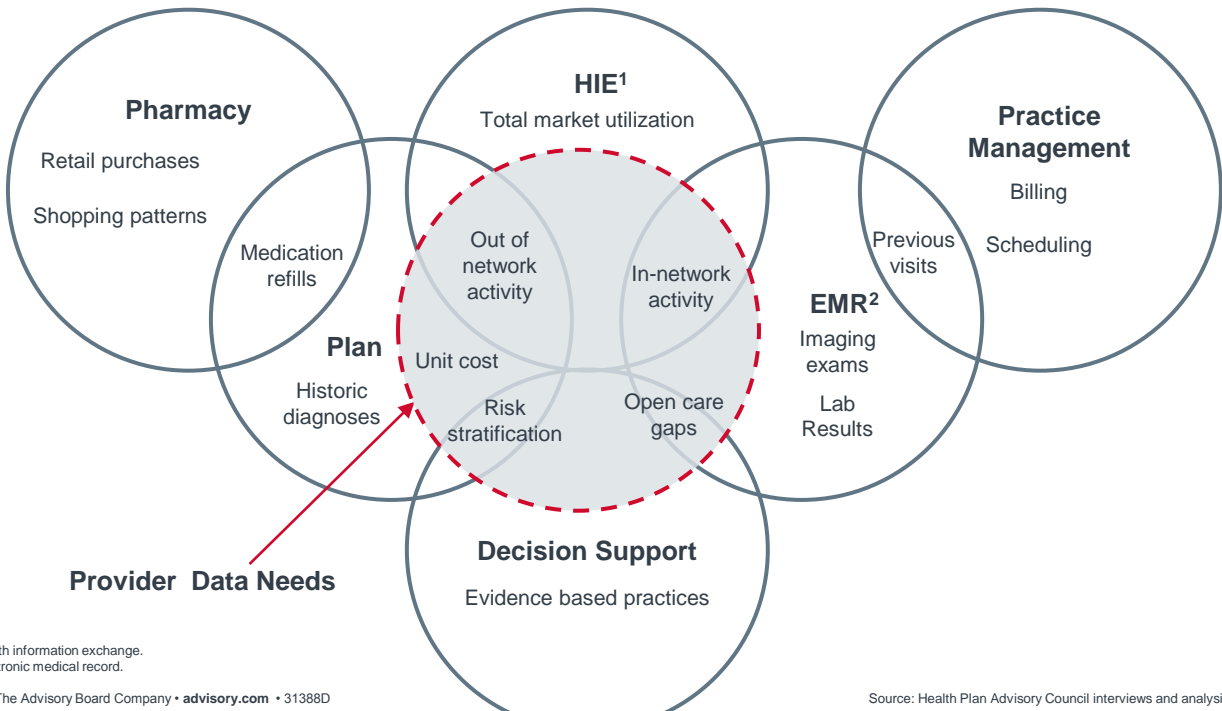 HIE1
Total market utilization
Pharmacy
Retail purchases
Shopping patterns
Practice
Management
Billing
Scheduling
Medication
refills
Out of
network
activity
In-network
activity
Previous
visits
EMR2
Imaging
exams
Lab
Results
Plan
Historic
diagnoses
Unit cost
Risk
stratification
Open care
gaps
Decision Support
Evidence based practices
Provider Data Needs
information exchange.
medical record.
The Advisory Board Company • advisory.com • 31388D
Source: Health Plan Advisory Council interviews and